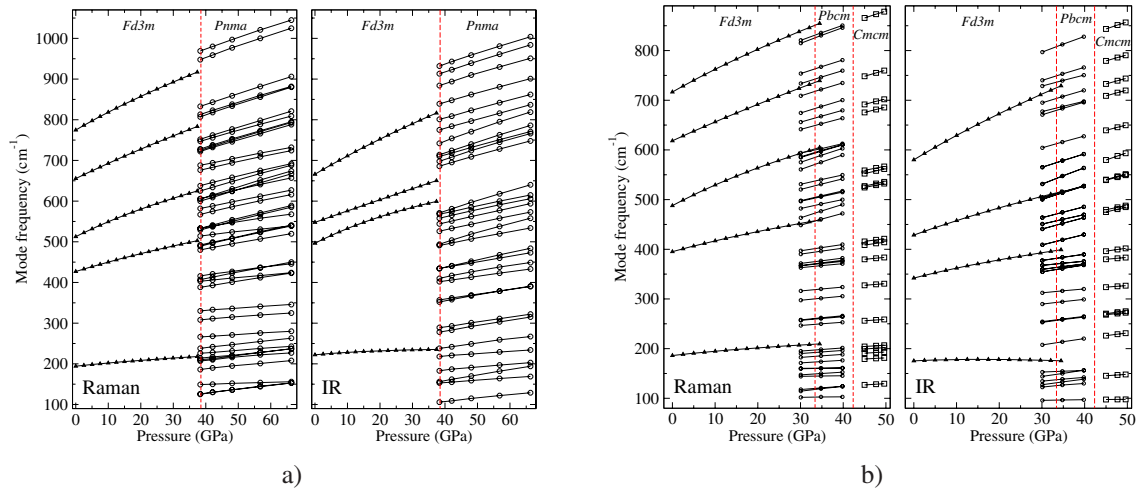 Fd3m Pnma
Fd3m Pnma
1000
900
800
700
600
500
400
300
200
100
Mode frequency (cm⁻¹)
Raman
IR
0 10 20 30 40 50 60
0 10 20 30 40 50 60
Pressure (GPa)
Pressure (GPa)
a)
Fd3m Pbcm Cmcm
Fd3m Pbcm Cmcm
800
700
600
500
400
300
200
100
Mode frequency (cm⁻¹)
Raman
IR
0 10 20 30 40 50
0 10 20 30 40 50
Pressure (GPa)
Pressure (GPa)
b)